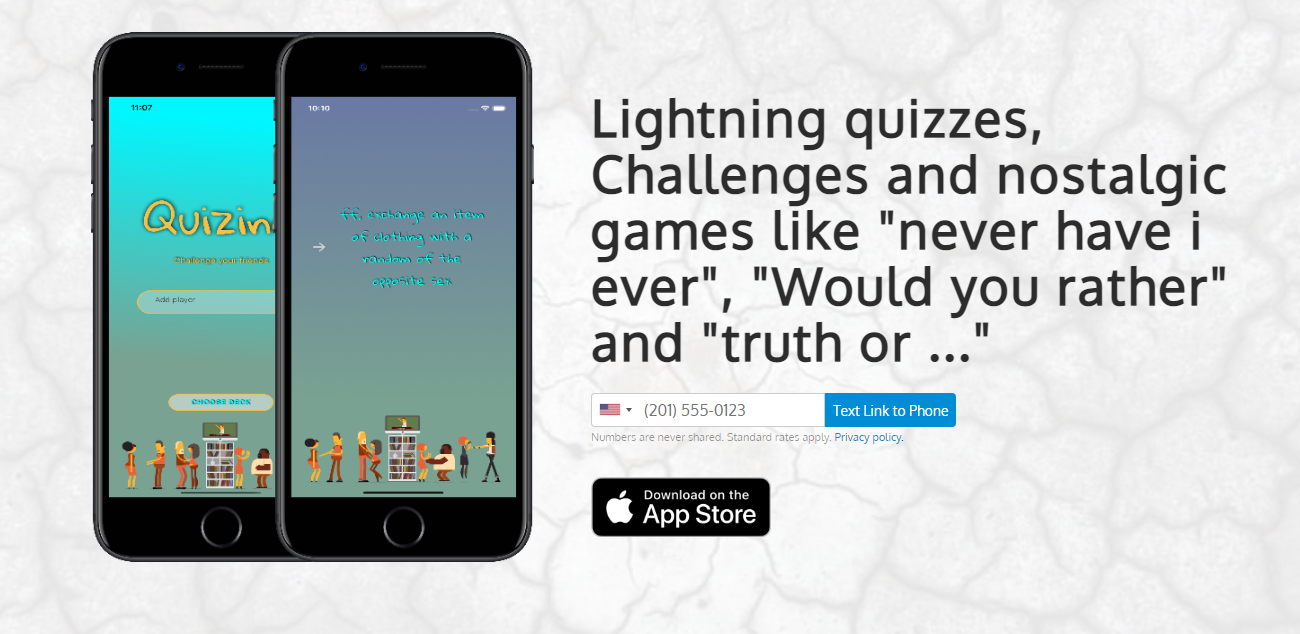 11:07
Quizin
Challenge your friends
Add player
CHOOSE DECK
10:10
ff, exchange an item
of clothing with a
random of the
opposite sex
Lightning quizzes,
Challenges and nostalgic
games like "never have i
ever", "Would you rather"
and "truth or ..."
(201) 555-0123
Text Link to Phone
Numbers are never shared. Standard rates apply. Privacy policy.
Download on the
App Store